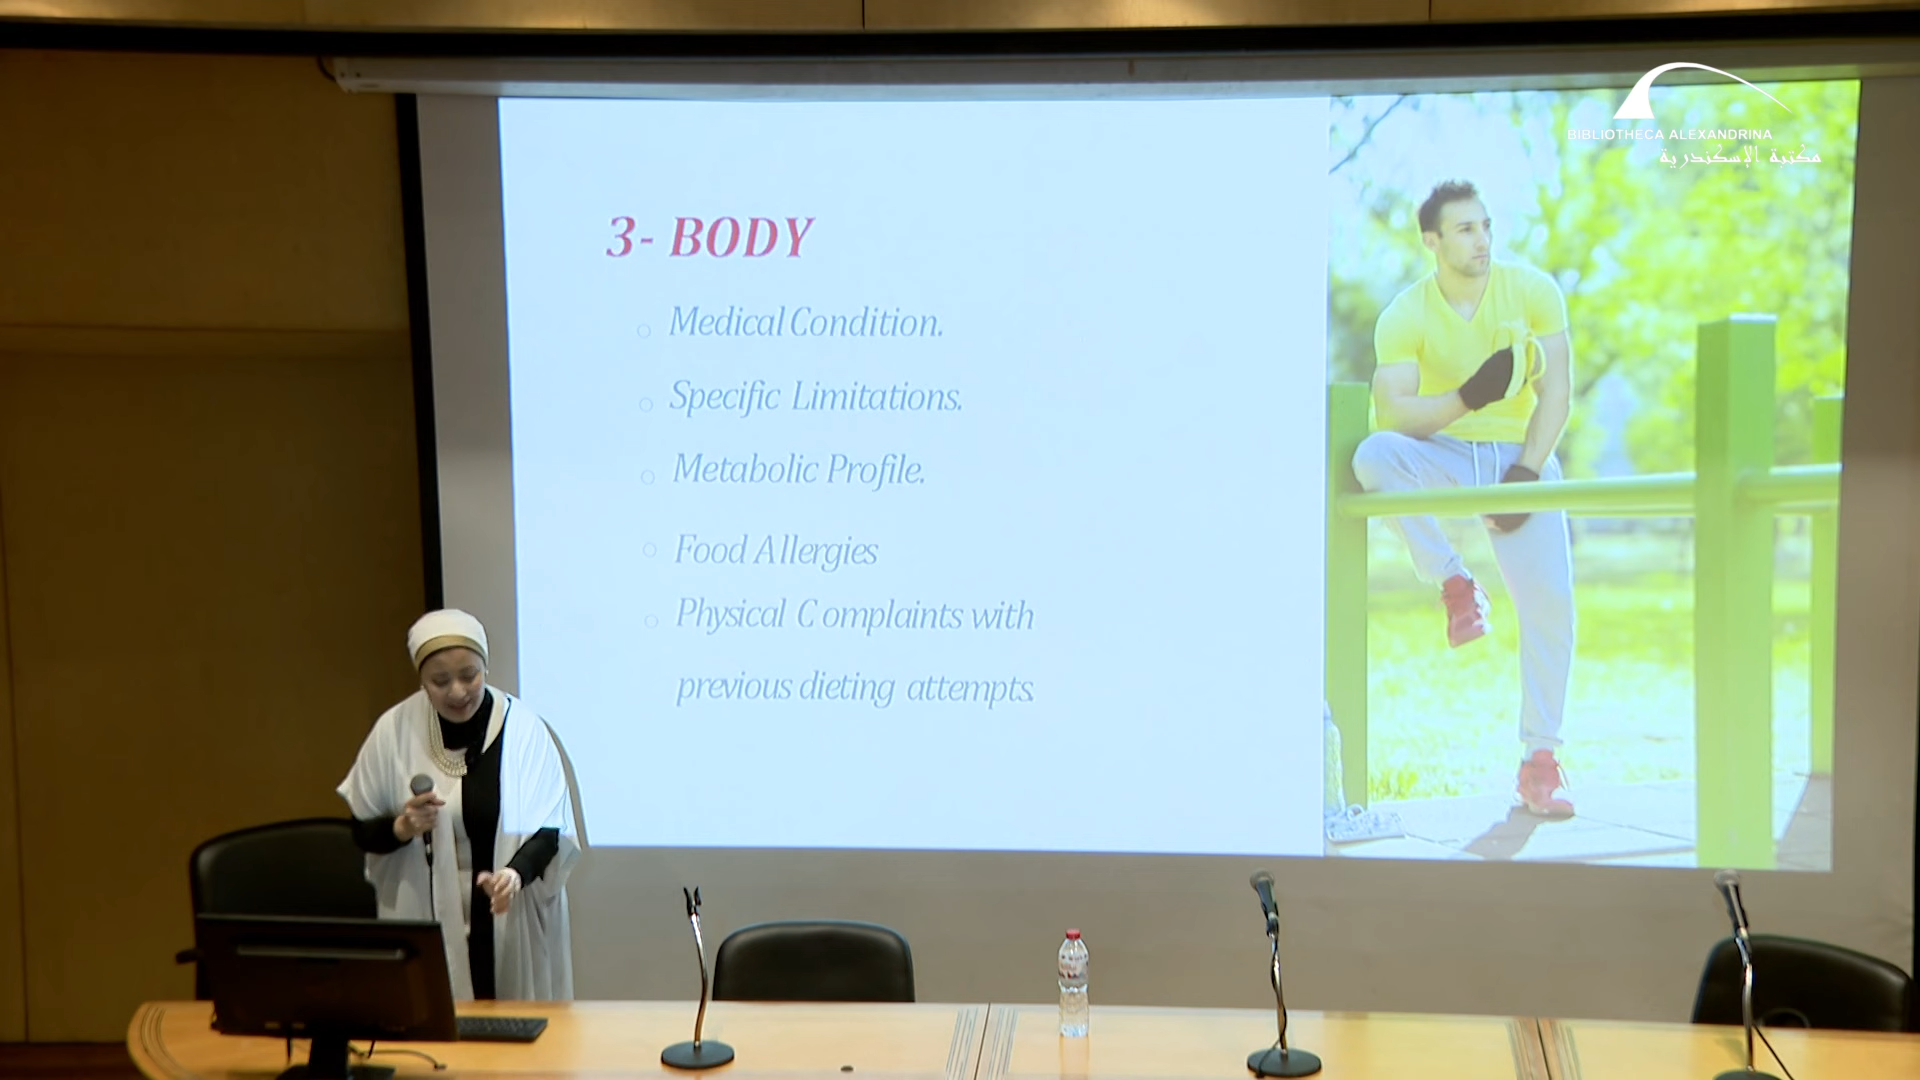 BIBLIOTHECA ALEXANDRINA
مكتبة الإسكندرية
3- BODY
Medical Condition.
Specific Limitations.
Metabolic Profile.
Food Allergies
Physical Complaints with
previous dieting attempts.